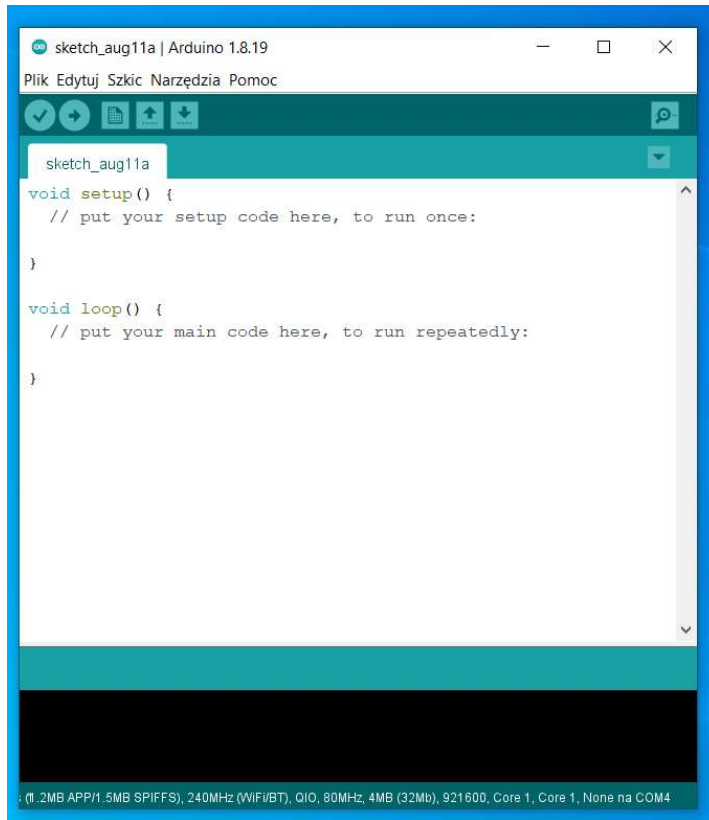 sketch_aug11a | Arduino 1.8.19
Plik Edytuj Szkic Narzędzia Pomoc
sketch_aug11a
void setup() {
  // put your setup code here, to run once:
}
void loop() {
  // put your main code here, to run repeatedly:
}
(1.2MB APP/1.5MB SPIFFS), 240MHz (WiFi/BT), QIO, 80MHz, 4MB (32Mb), 921600, Core 1, Core 1, None na COM4